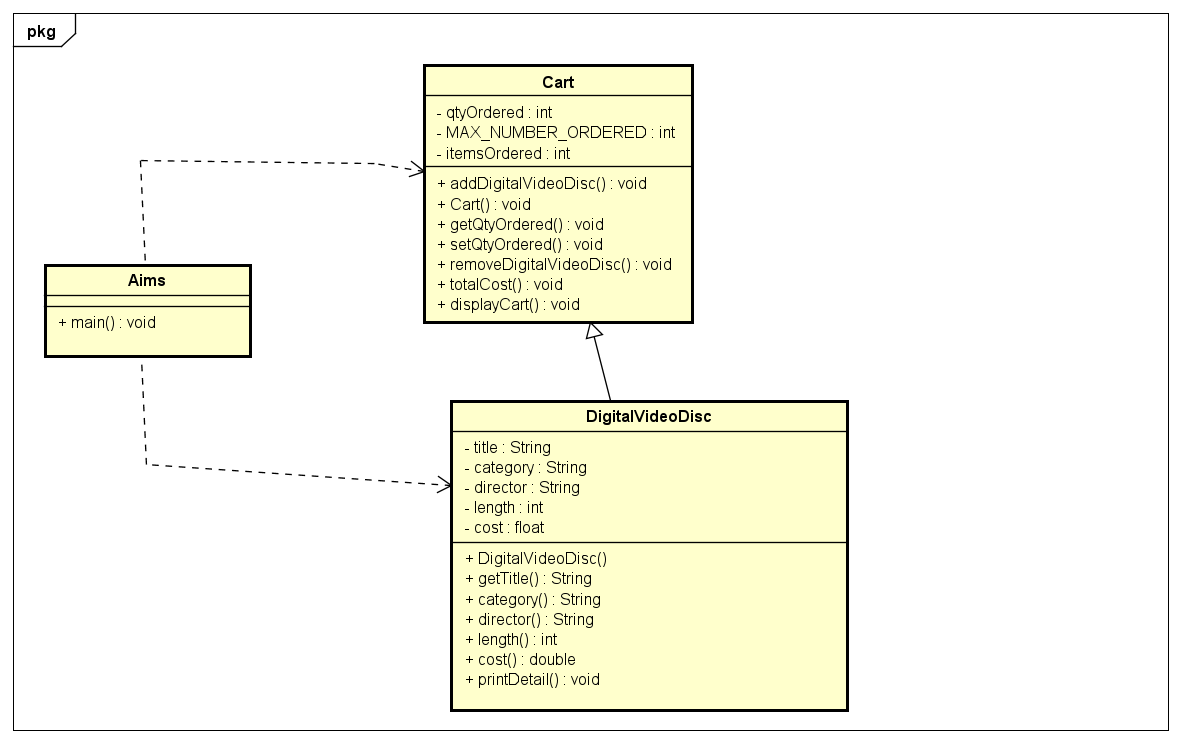 pkg
Cart
- qtyOrdered : int
- MAX_NUMBER_ORDERED : int
- itemsOrdered : int
+ addDigitalVideoDisc() : void
+ Cart() : void
+ getQtyOrdered() : void
+ setQtyOrdered() : void
+ removeDigitalVideoDisc() : void
+ totalCost() : void
+ displayCart() : void
Aims
+ main() : void
DigitalVideoDisc
- title : String
- category : String
- director : String
- length : int
- cost : float
+ DigitalVideoDisc()
+ getTitle() : String
+ category() : String
+ director() : String
+ length() : int
+ cost() : double
+ printDetail() : void